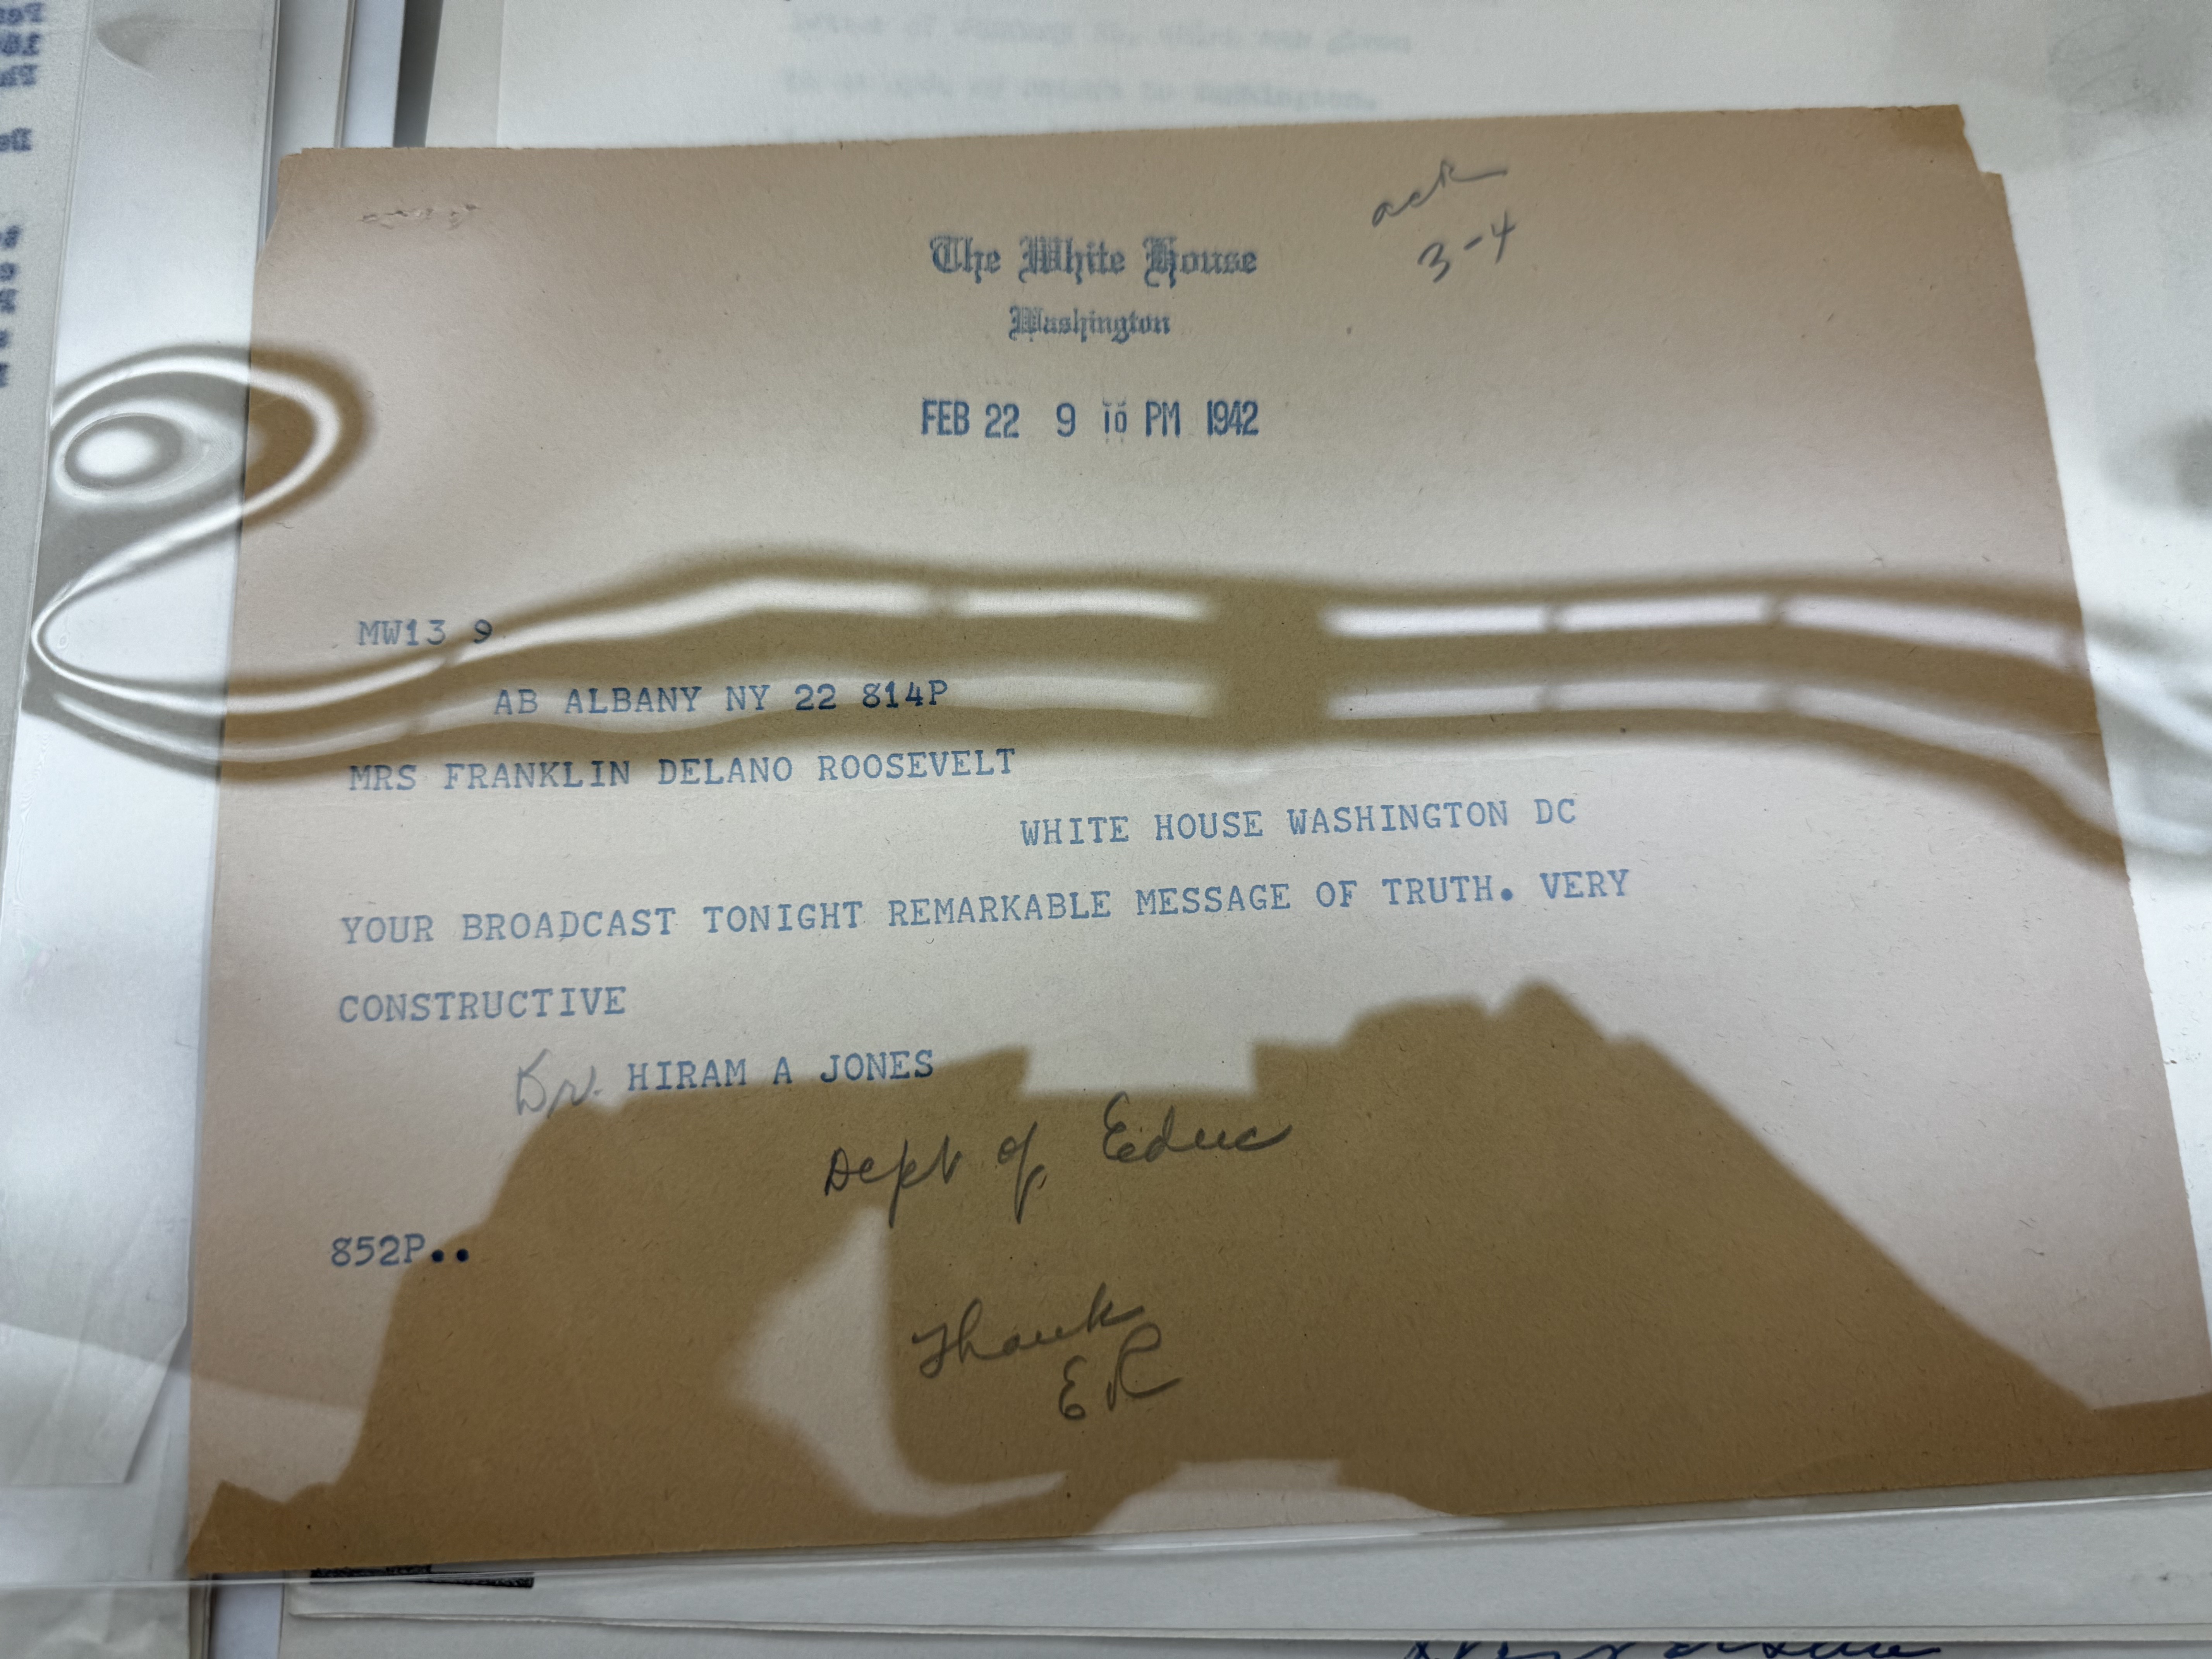 ack
3-4
The White House
Washington
FEB 22 9 10 PM 1942
MW13 9
AB ALBANY NY 22 814P
MRS FRANKLIN DELANO ROOSEVELT
WHITE HOUSE WASHINGTON DC
YOUR BROADCAST TONIGHT REMARKABLE MESSAGE OF TRUTH. VERY
CONSTRUCTIVE
Dr. HIRAM A JONES
Dept of Educ
852P..
Thank
ER